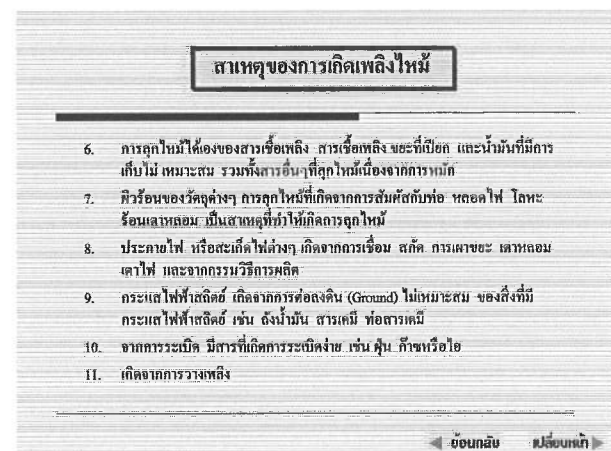 สาเหตุของการเกิดเพลิงไหม้
6. การลุกไหม้ได้เองของสารเชื้อเพลิง สารเชื้อเพลิง ขยะที่เปียก และน้ำมันที่มีการ
เก็บไม่ เหมาะสม รวมทั้งสารอื่นๆที่ลุกไหม้เนื่องจากการหมัก
7. ผิวร้อนของวัตถุต่างๆ การลุกไหม้ที่เกิดจากการสัมผัสกับท่อ หลอดไฟ โลหะ
ร้อนเตาหลอม เป็นสาเหตุที่ทำให้เกิดการลุกไหม้
8. ประกายไฟ หรือสะเก็ดไฟต่างๆ เกิดจากการเชื่อม สกัด การเผาขยะ เตาหลอม
เตาไฟ และจากกรรมวิธีการผลิต
9. กระแสไฟฟ้าสถิตย์ เกิดจากการต่อลงดิน (Ground) ไม่เหมาะสม ของสิ่งที่มี
กระแสไฟฟ้าสถิตย์ เช่น ถังน้ำมัน สารเคมี ท่อสารเคมี
10. จากการระเบิด มีสารที่เกิดการระเบิดง่าย เช่น ฝุ่น ก๊าซหรือไอ
11. เกิดจากการวางเพลิง
ย้อนกลับ เปลี่ยนหน้า